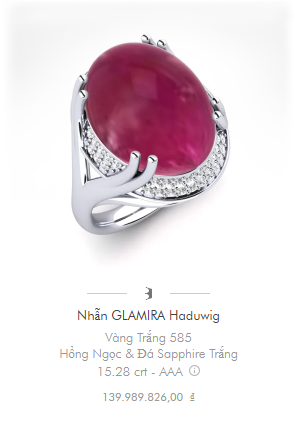 Nhẫn GLAMIRA Haduwig
Vàng Trắng 585
Hồng Ngọc & Đá Sapphire Trắng
15.28 crt - AAA
139.989.826,00 ₫